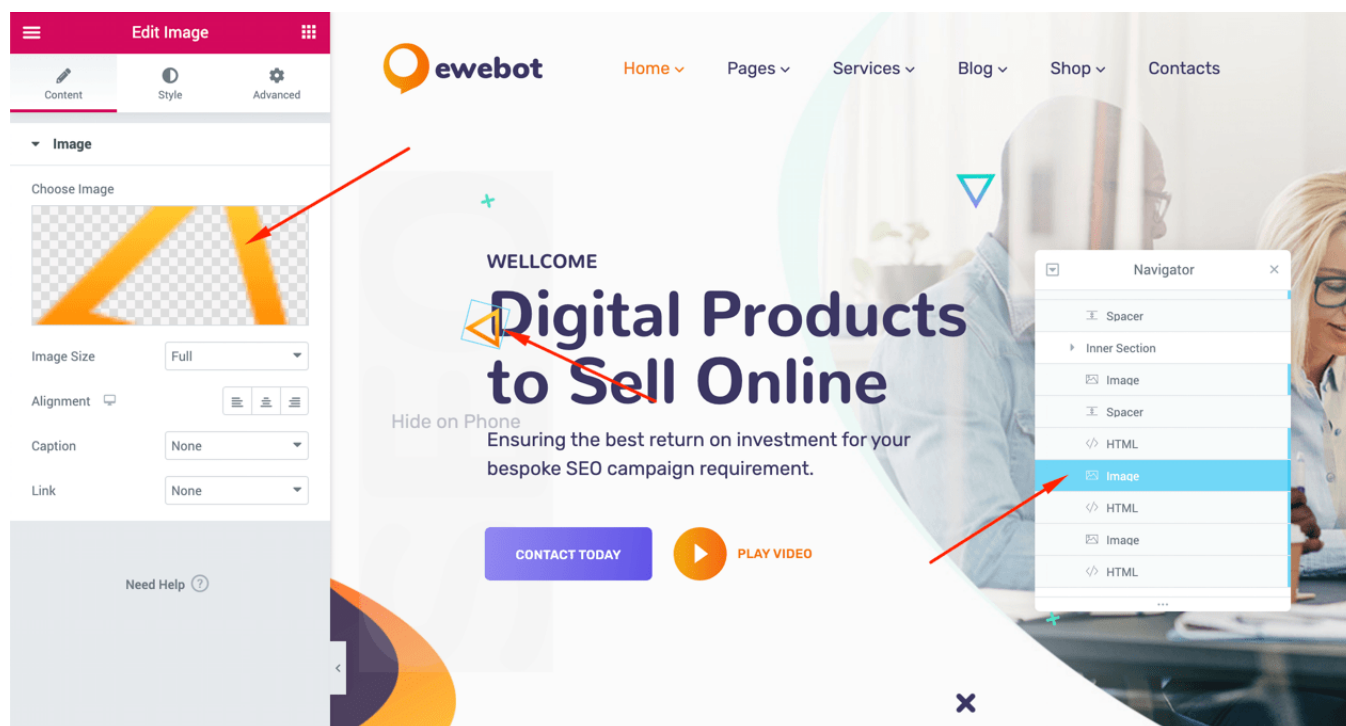 Edit Image
Content
Style
Advanced
Image
Choose Image
Image Size
Full
Alignment
Caption
None
Link
None
Need Help ?
ewebot
Home
Pages
Services
Blog
Shop
Contacts
WELLCOME
Digital Products
to Sell Online
Hide on Phone
Ensuring the best return on investment for your
bespoke SEO campaign requirement.
CONTACT TODAY
PLAY VIDEO
Navigator
Spacer
Inner Section
Image
Spacer
HTML
Image
HTML
Image
HTML